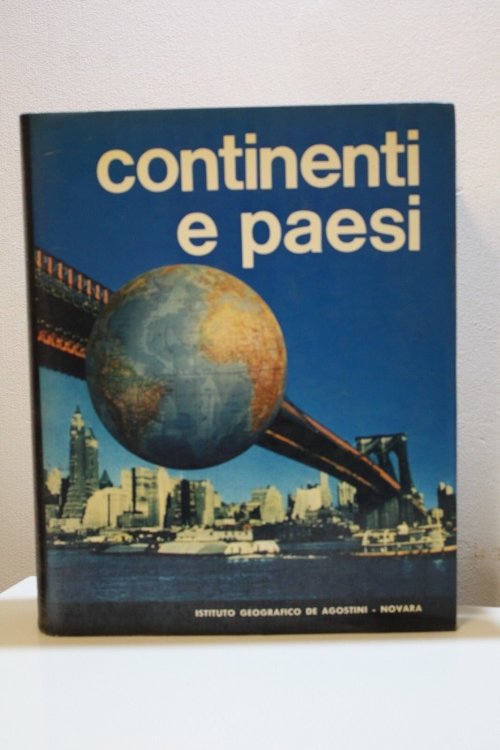 continenti
e paesi
ISTITUTO GEOGRAFICO DE AGOSTINI - NOVARA